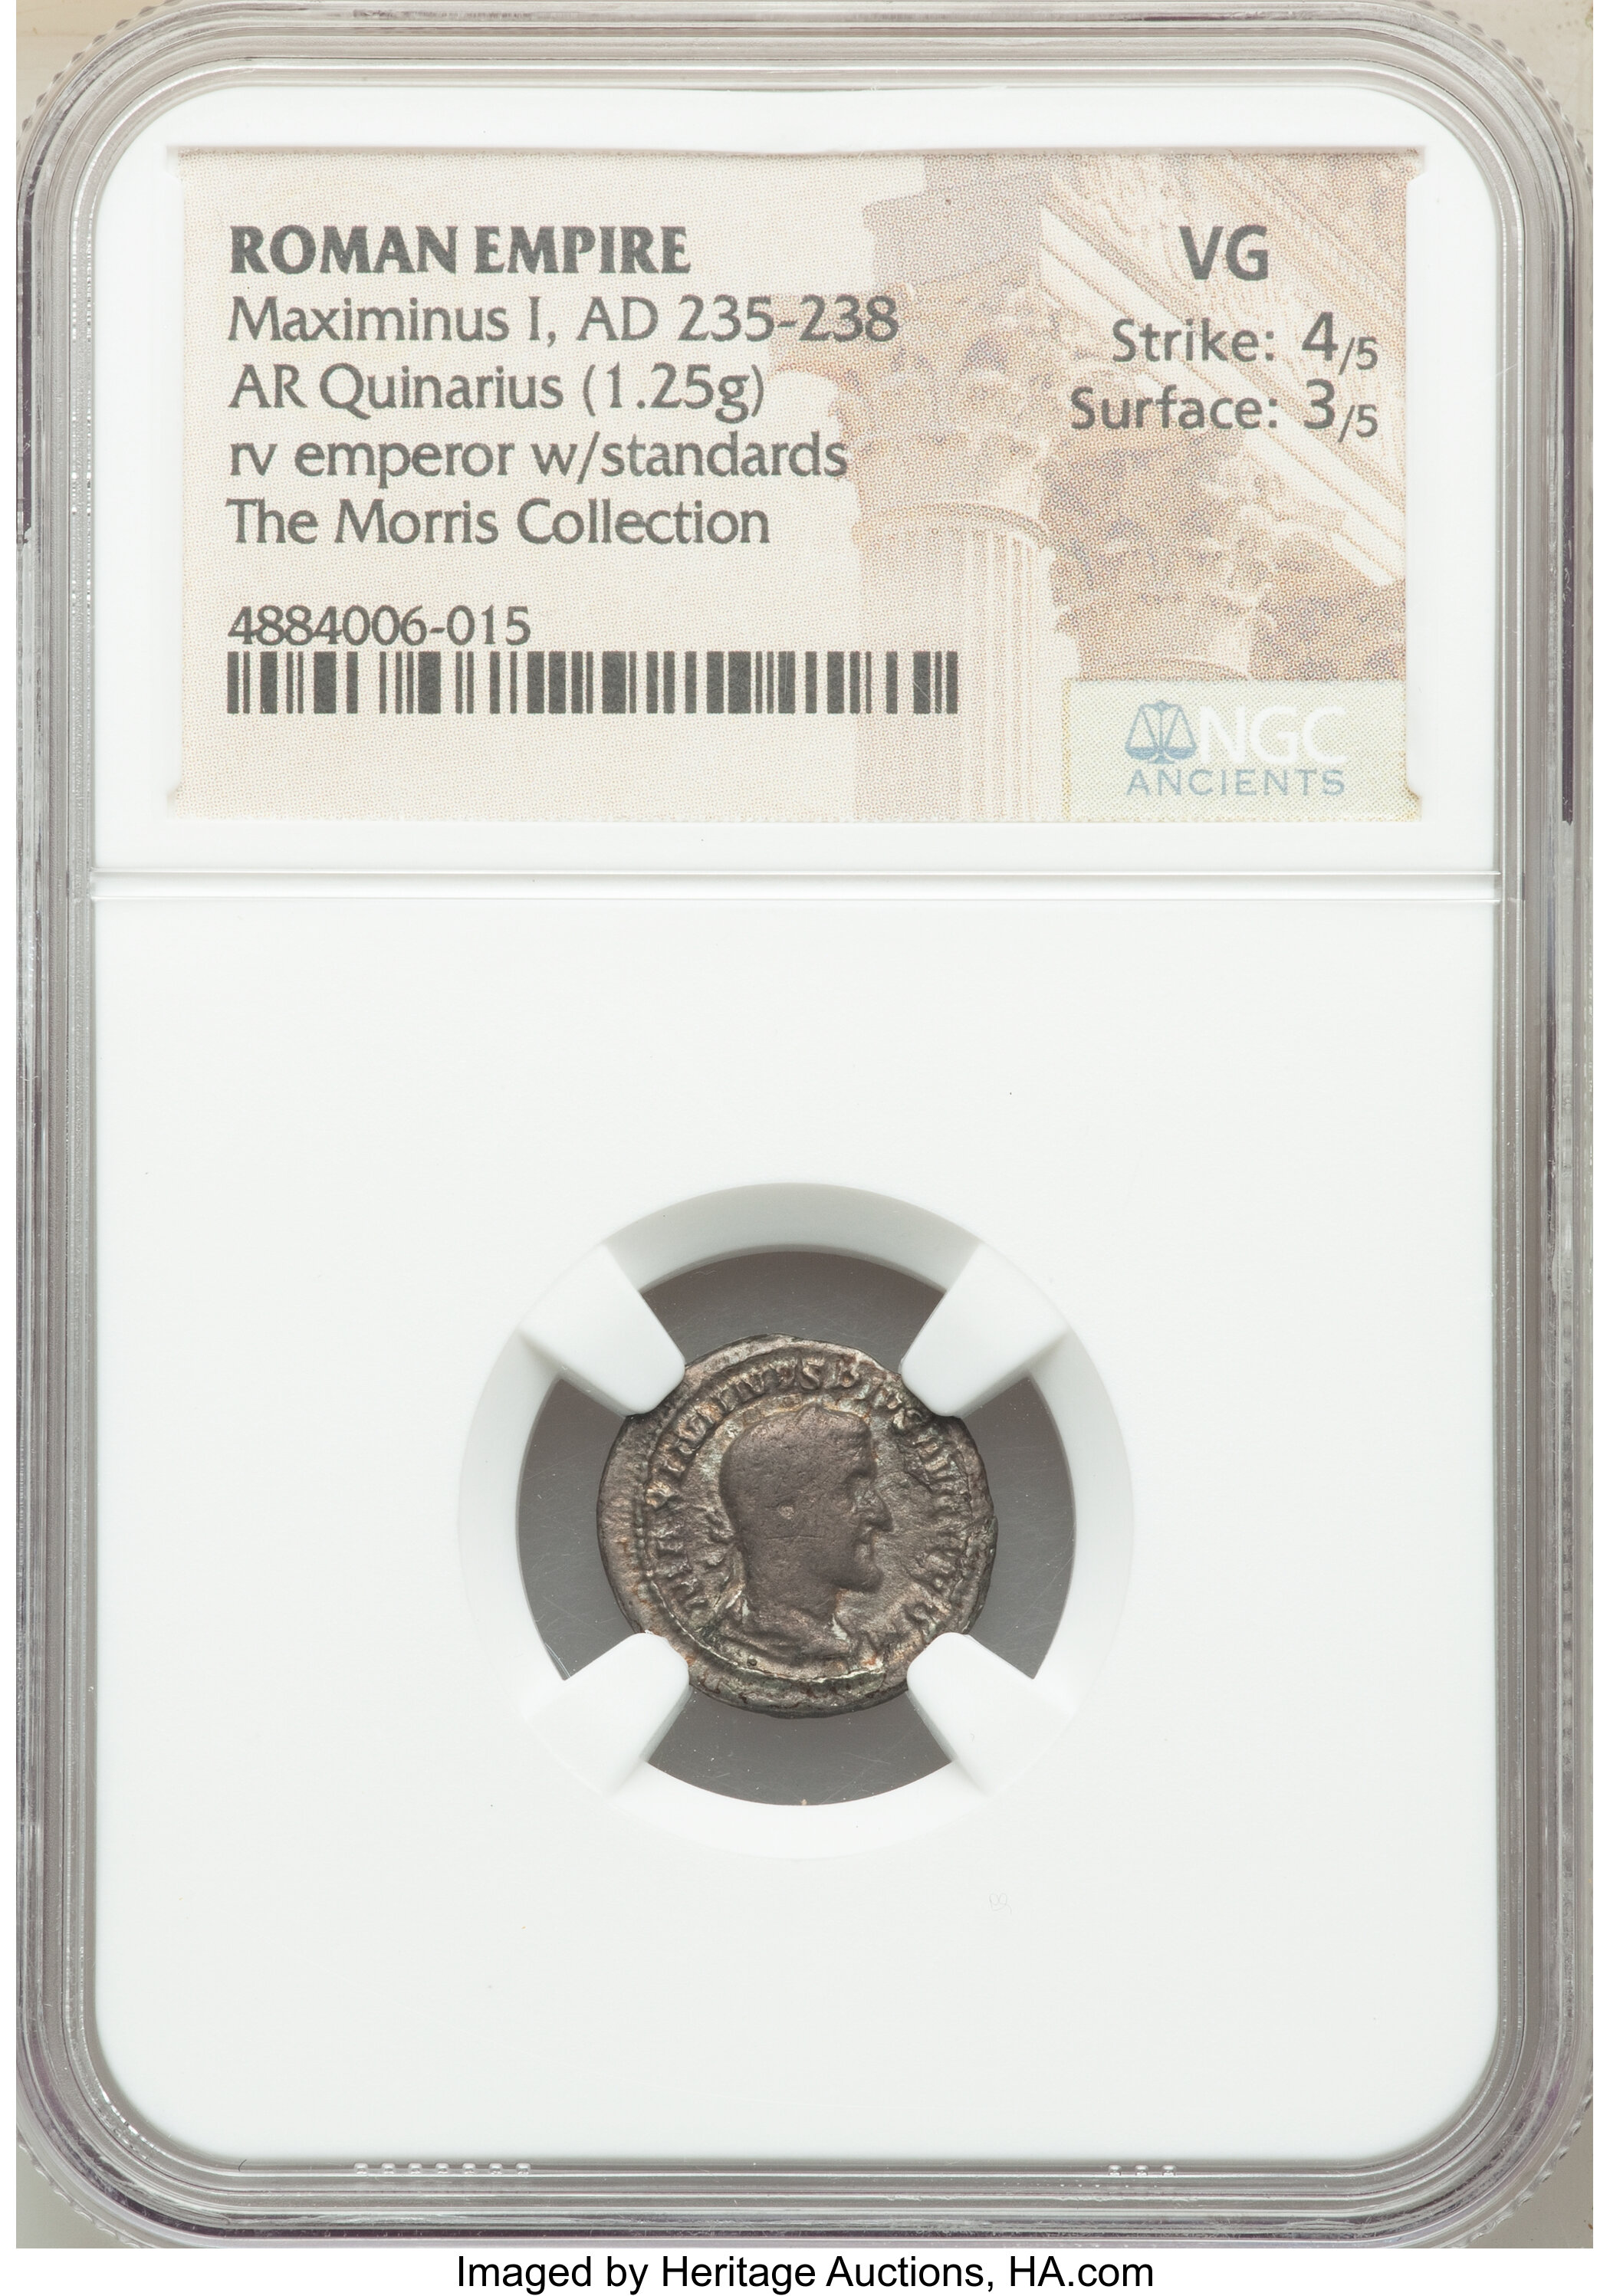 ROMAN EMPIRE
Maximinus I, AD 235-238
AR Quinarius (1.25g)
rv emperor w/standards
The Morris Collection
4884006-015
VG
Strike: 4/5
Surface: 3/5
NGC
ANCIENTS
Imaged by Heritage Auctions, HA.com